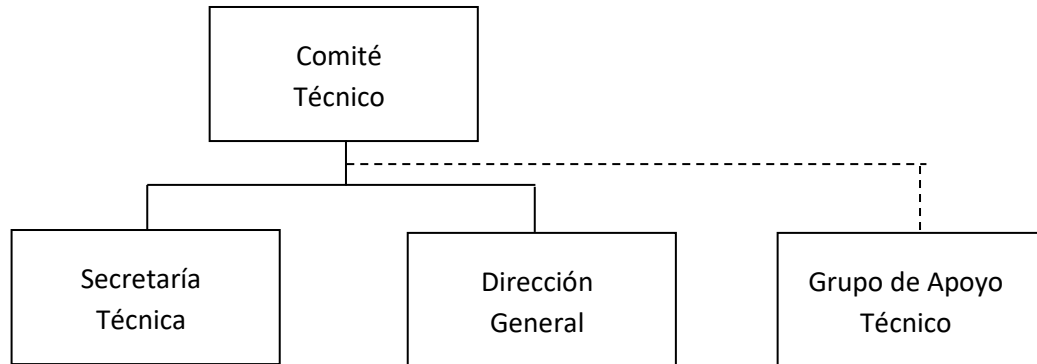 Comité
Técnico
Secretaría
Técnica
Dirección
General
Grupo de Apoyo
Técnico